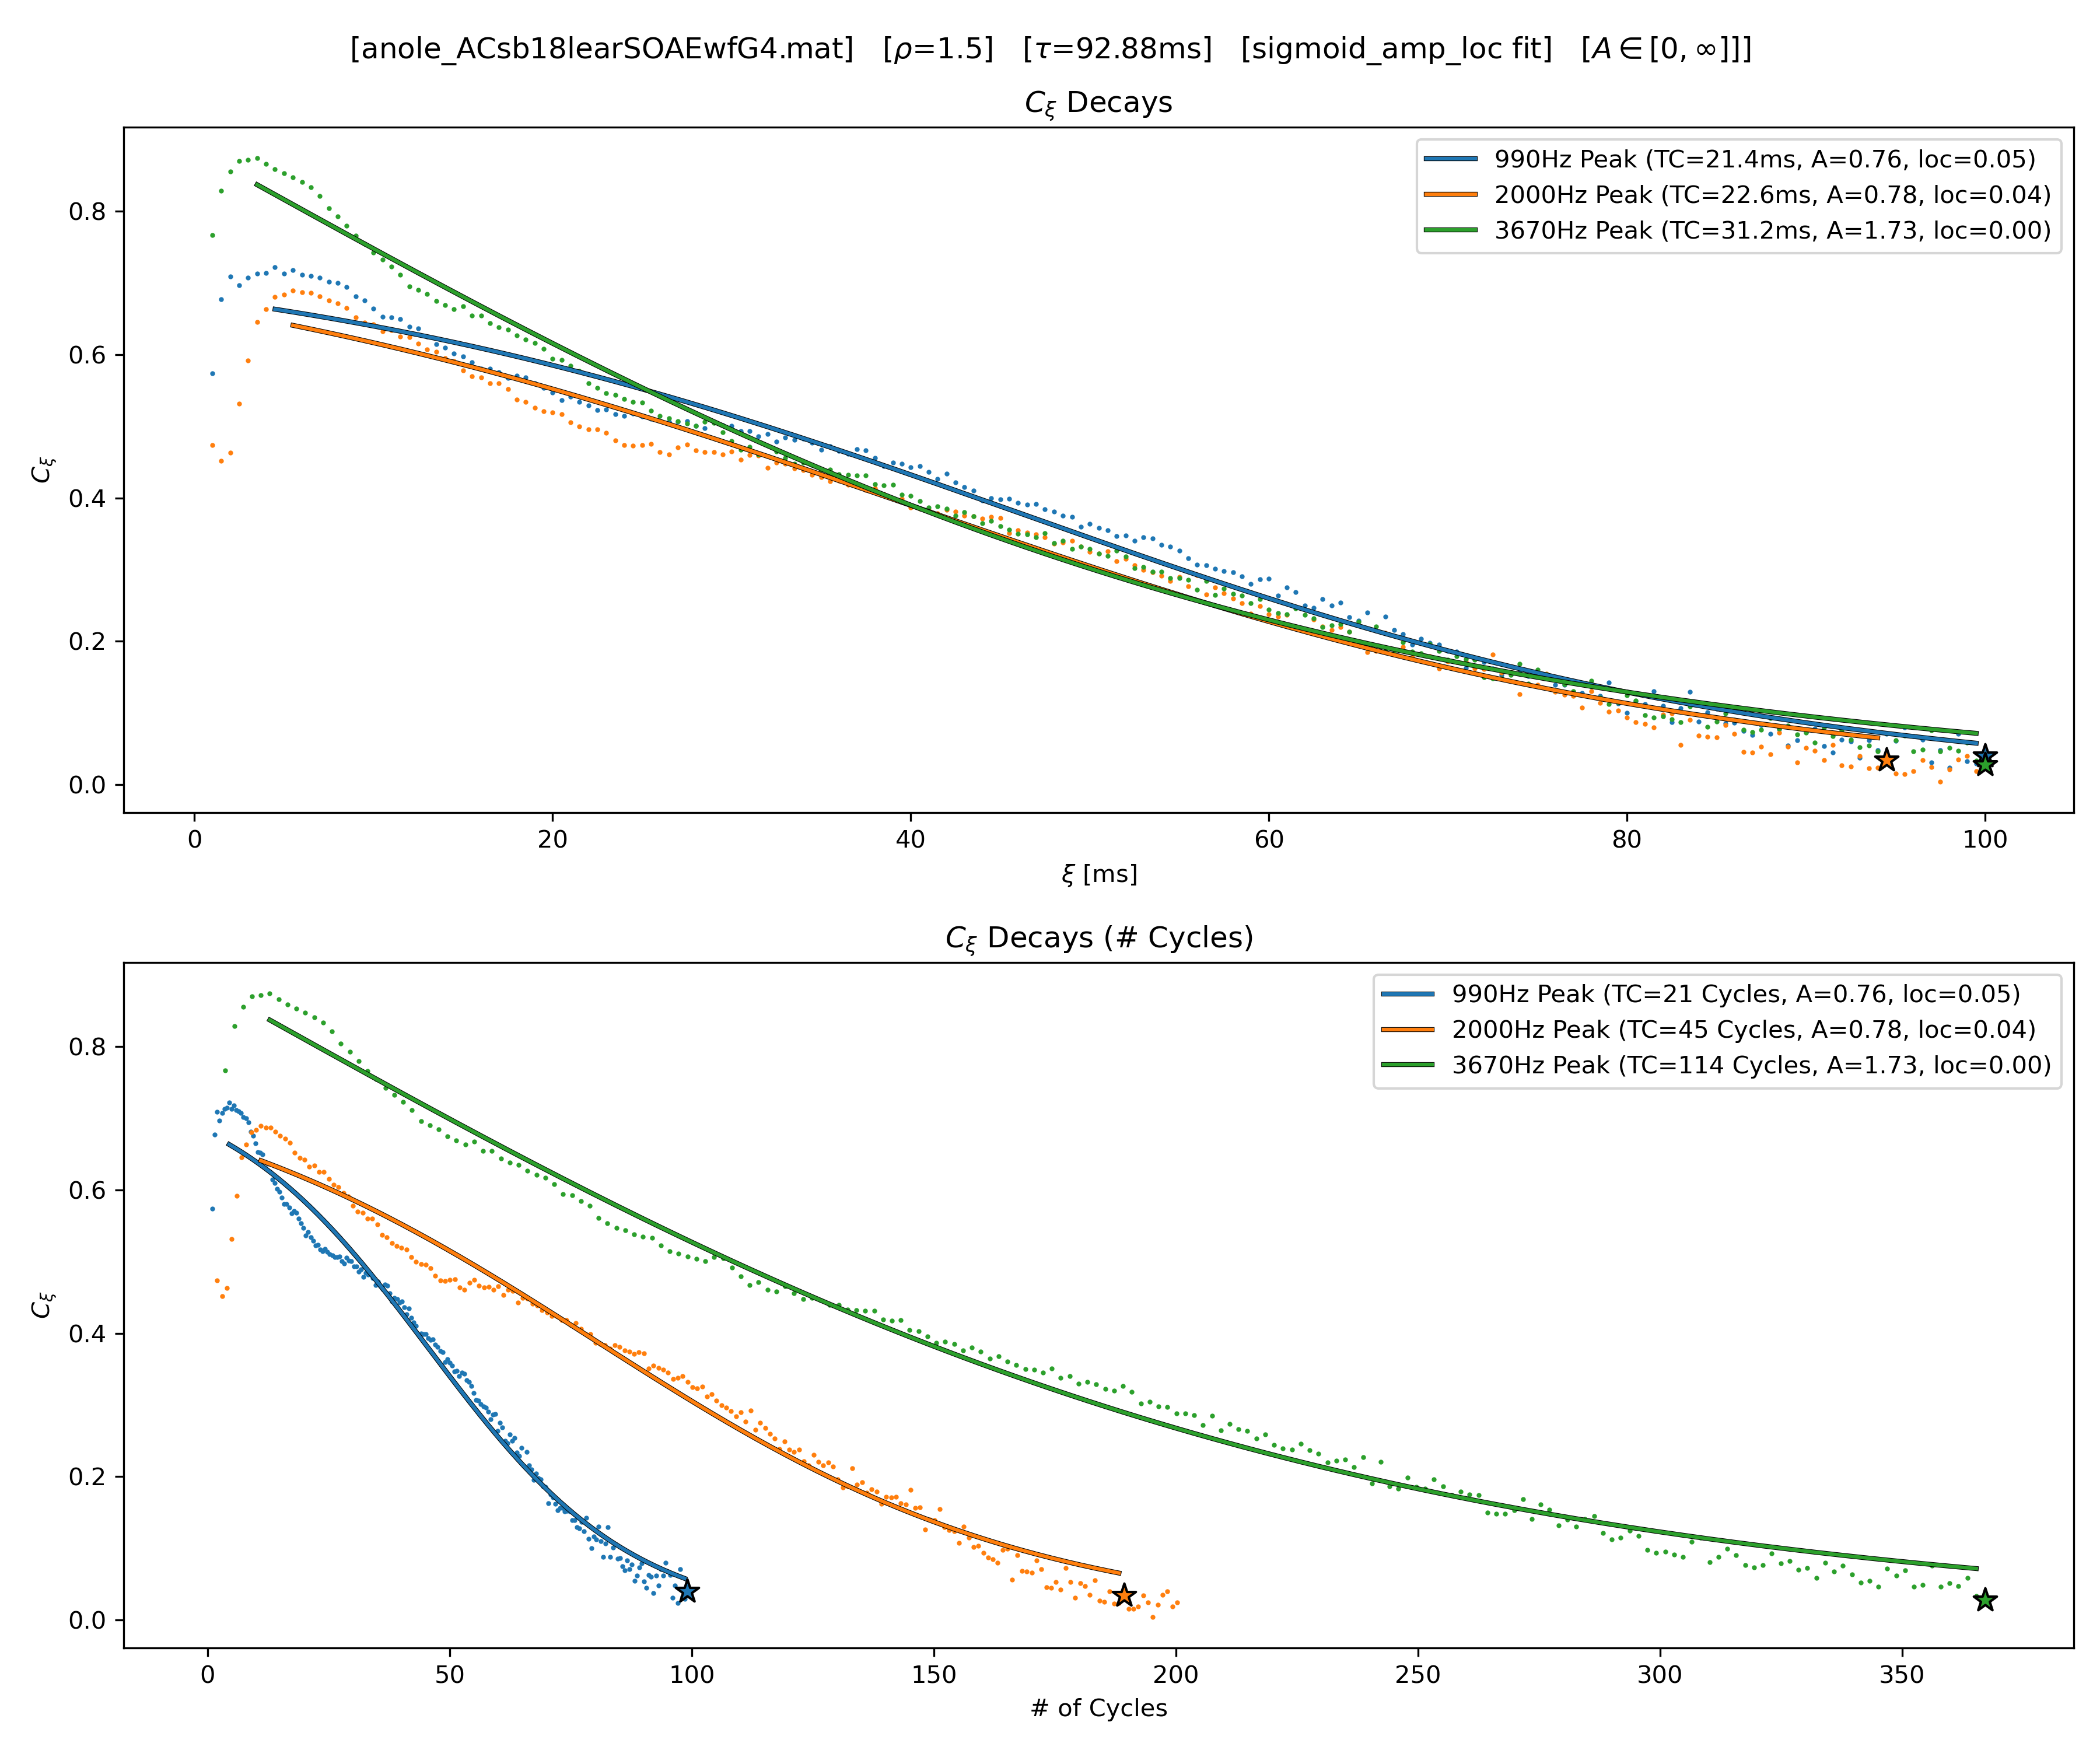 [anole_ACsb18learSOAEwfG4.mat] [ρ=1.5] [τ=92.88ms] [sigmoid_amp_loc fit] [A ∈ [0, ∞]]]
C_ξ Decays
990Hz Peak (TC=21.4ms, A=0.76, loc=0.05)
2000Hz Peak (TC=22.6ms, A=0.78, loc=0.04)
3670Hz Peak (TC=31.2ms, A=1.73, loc=0.00)
0.8
0.6
0.4
0.2
0.0
C_ξ
0 20 40 60 80 100
ξ [ms]
C_ξ Decays (# Cycles)
990Hz Peak (TC=21 Cycles, A=0.76, loc=0.05)
2000Hz Peak (TC=45 Cycles, A=0.78, loc=0.04)
3670Hz Peak (TC=114 Cycles, A=1.73, loc=0.00)
0.8
0.6
0.4
0.2
0.0
C_ξ
0 50 100 150 200 250 300 350
# of Cycles